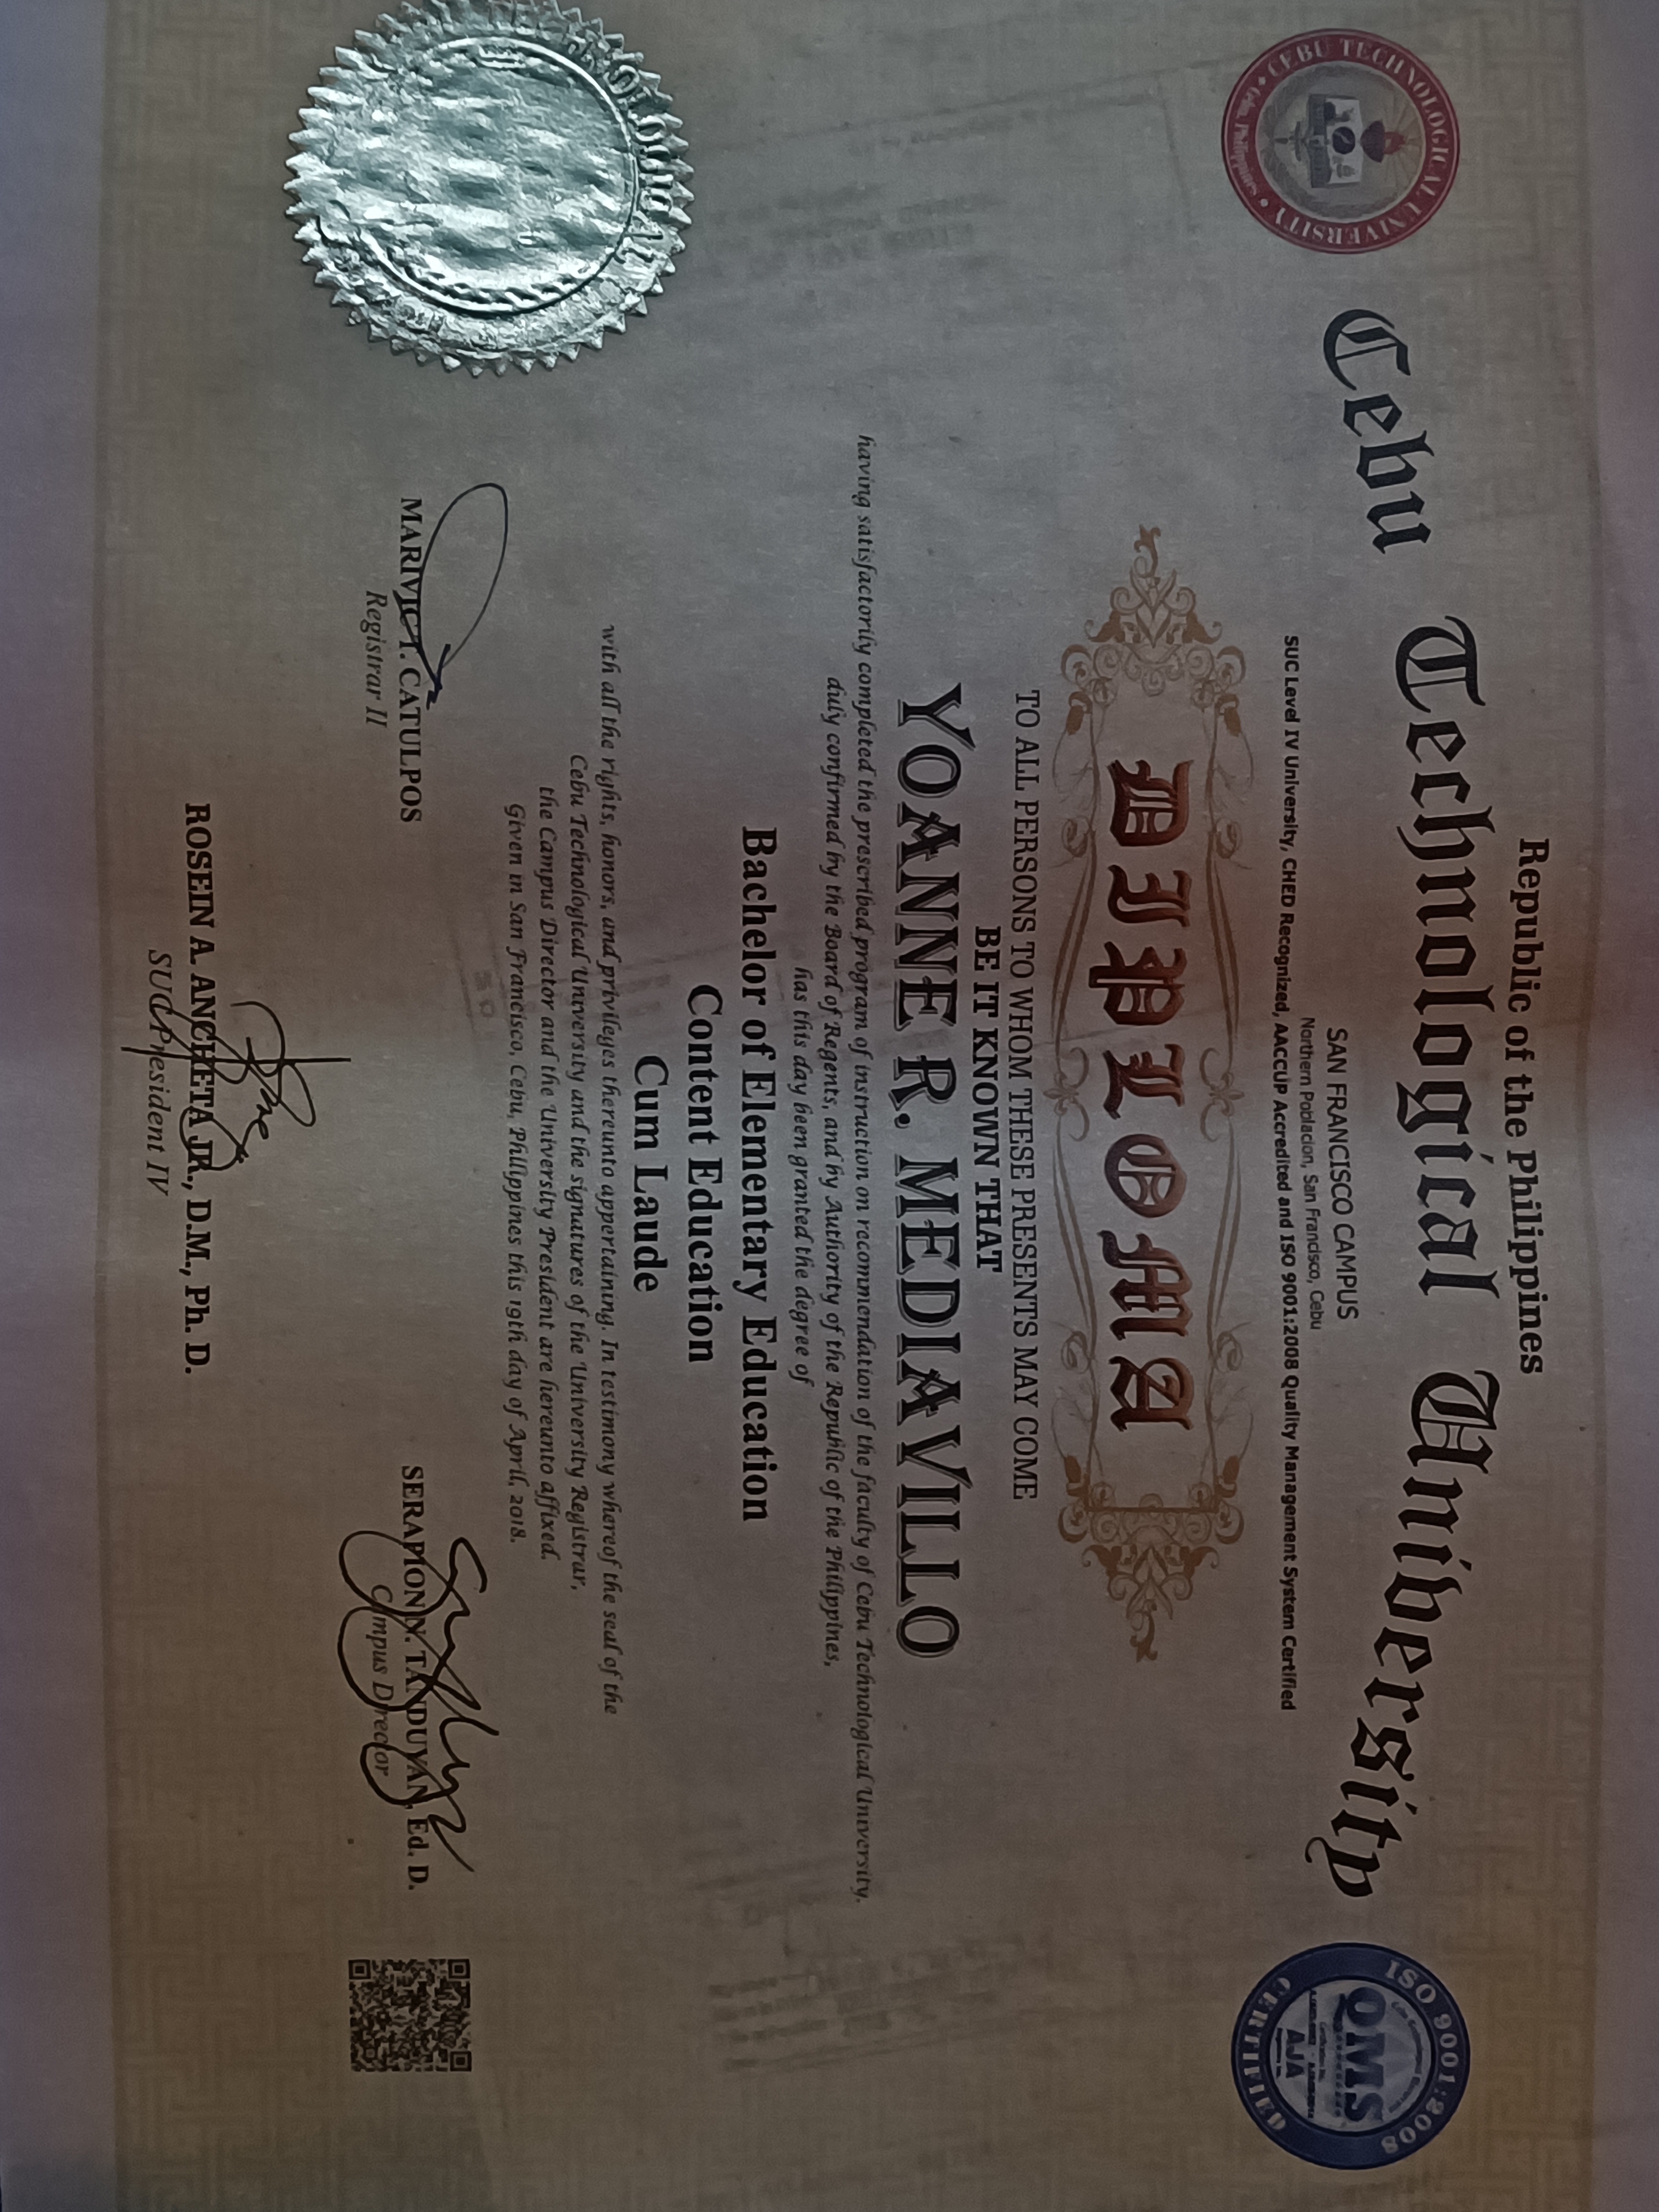 Republic of the Philippines
Cebu Technological University
SAN FRANCISCO CAMPUS
Northern Poblacion, San Francisco, Cebu
SUC Level IV University, CHED Recognized, AACCUP Accredited and ISO 9001:2008 Quality Management System Certified
CEBU TECHNOLOGICAL UNIVERSITY
Cebu, Philippines
ISO 9001:2008
QMS
AJA
CERTIFIED
DIPLOMA
TO ALL PERSONS TO WHOM THESE PRESENTS MAY COME
BE IT KNOWN THAT
YOANNE R. MEDIAVILLO
having satisfactorily completed the prescribed program of instruction on recommendation of the faculty of Cebu Technological University,
duly confirmed by the Board of Regents, and by Authority of the Republic of the Philippines,
has this day been granted the degree of
Bachelor of Elementary Education
Content Education
Cum Laude
with all the rights, honors, and privileges thereunto appertaining. In testimony whereof the seal of the
Cebu Technological University and the signatures of the University Registrar,
the Campus Director and the University President are hereunto affixed.
Given in San Francisco, Cebu, Philippines this 19th day of April, 2018.
MARIVIC T. CATULPOS
Registrar II
SERAPION N. TANDUYAN, Ed. D.
Campus Director
ROSEIN A. ANCHETA JR., D.M., Ph. D.
SUC President IV